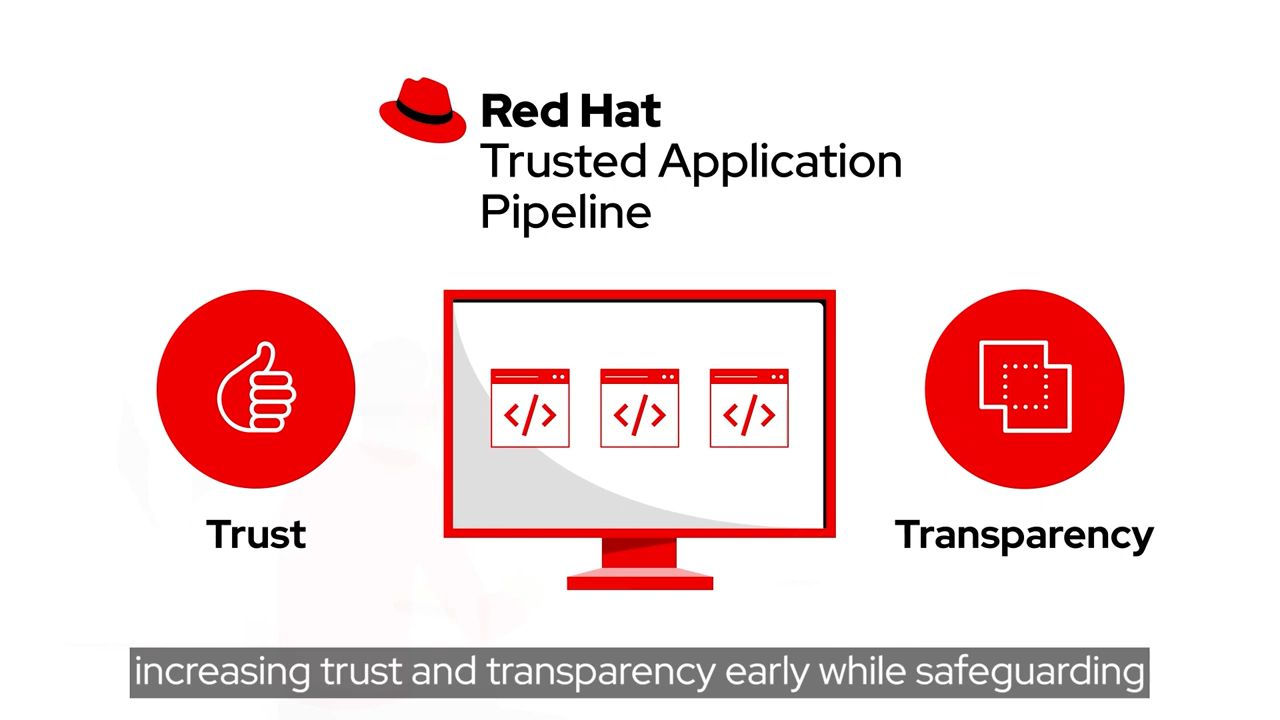 Red Hat
Trusted Application
Pipeline
</>
</>
</>
Trust
Transparency
increasing trust and transparency early while safeguarding